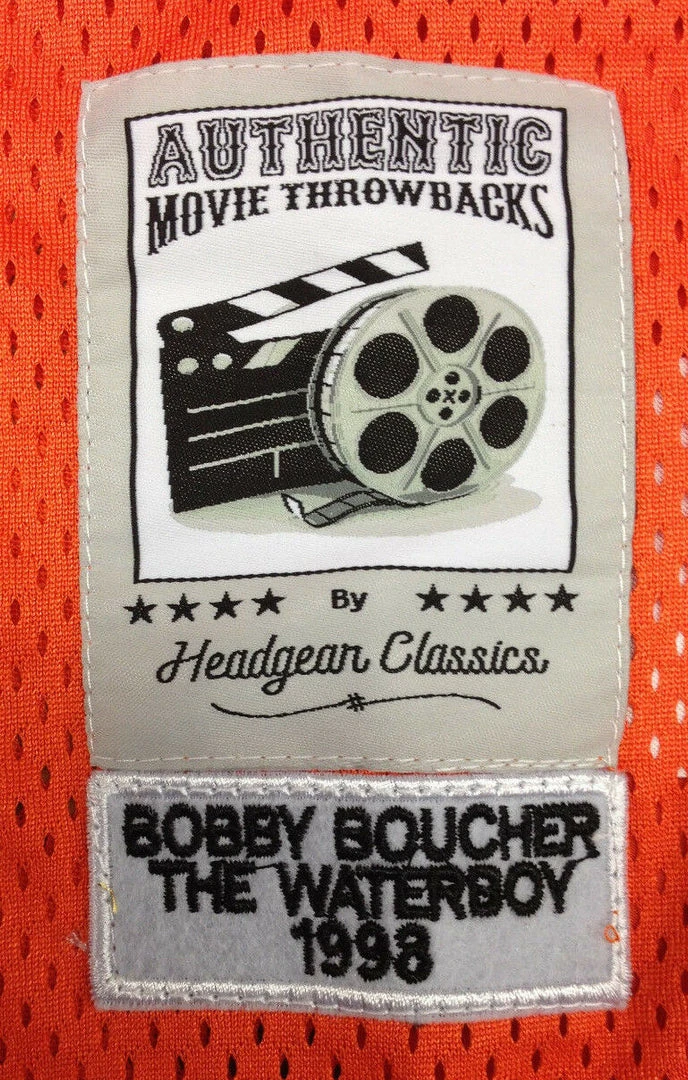 AUTHENTIC
MOVIE THROWBACKS
By
Headgear Classics
BOBBY BOUCHER
THE WATERBOY
1998